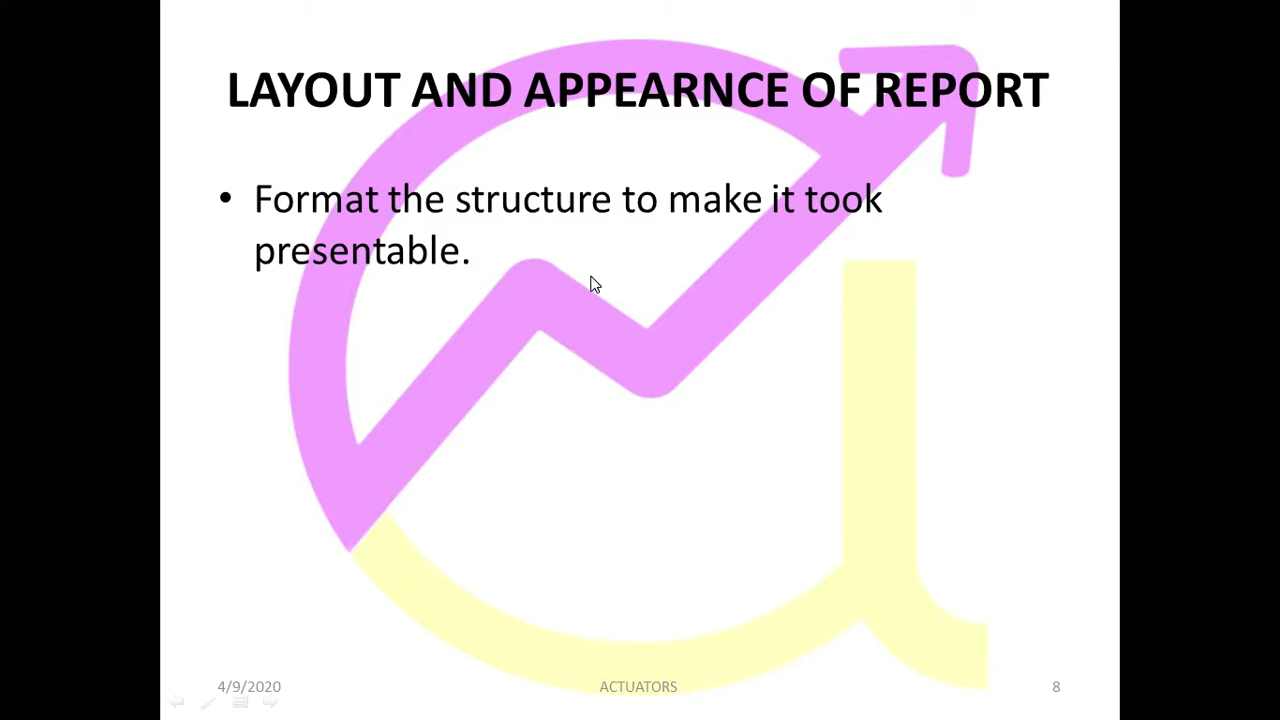 LAYOUT AND APPEARNCE OF REPORT
• Format the structure to make it took
presentable.
4/9/2020
ACTUATORS
8